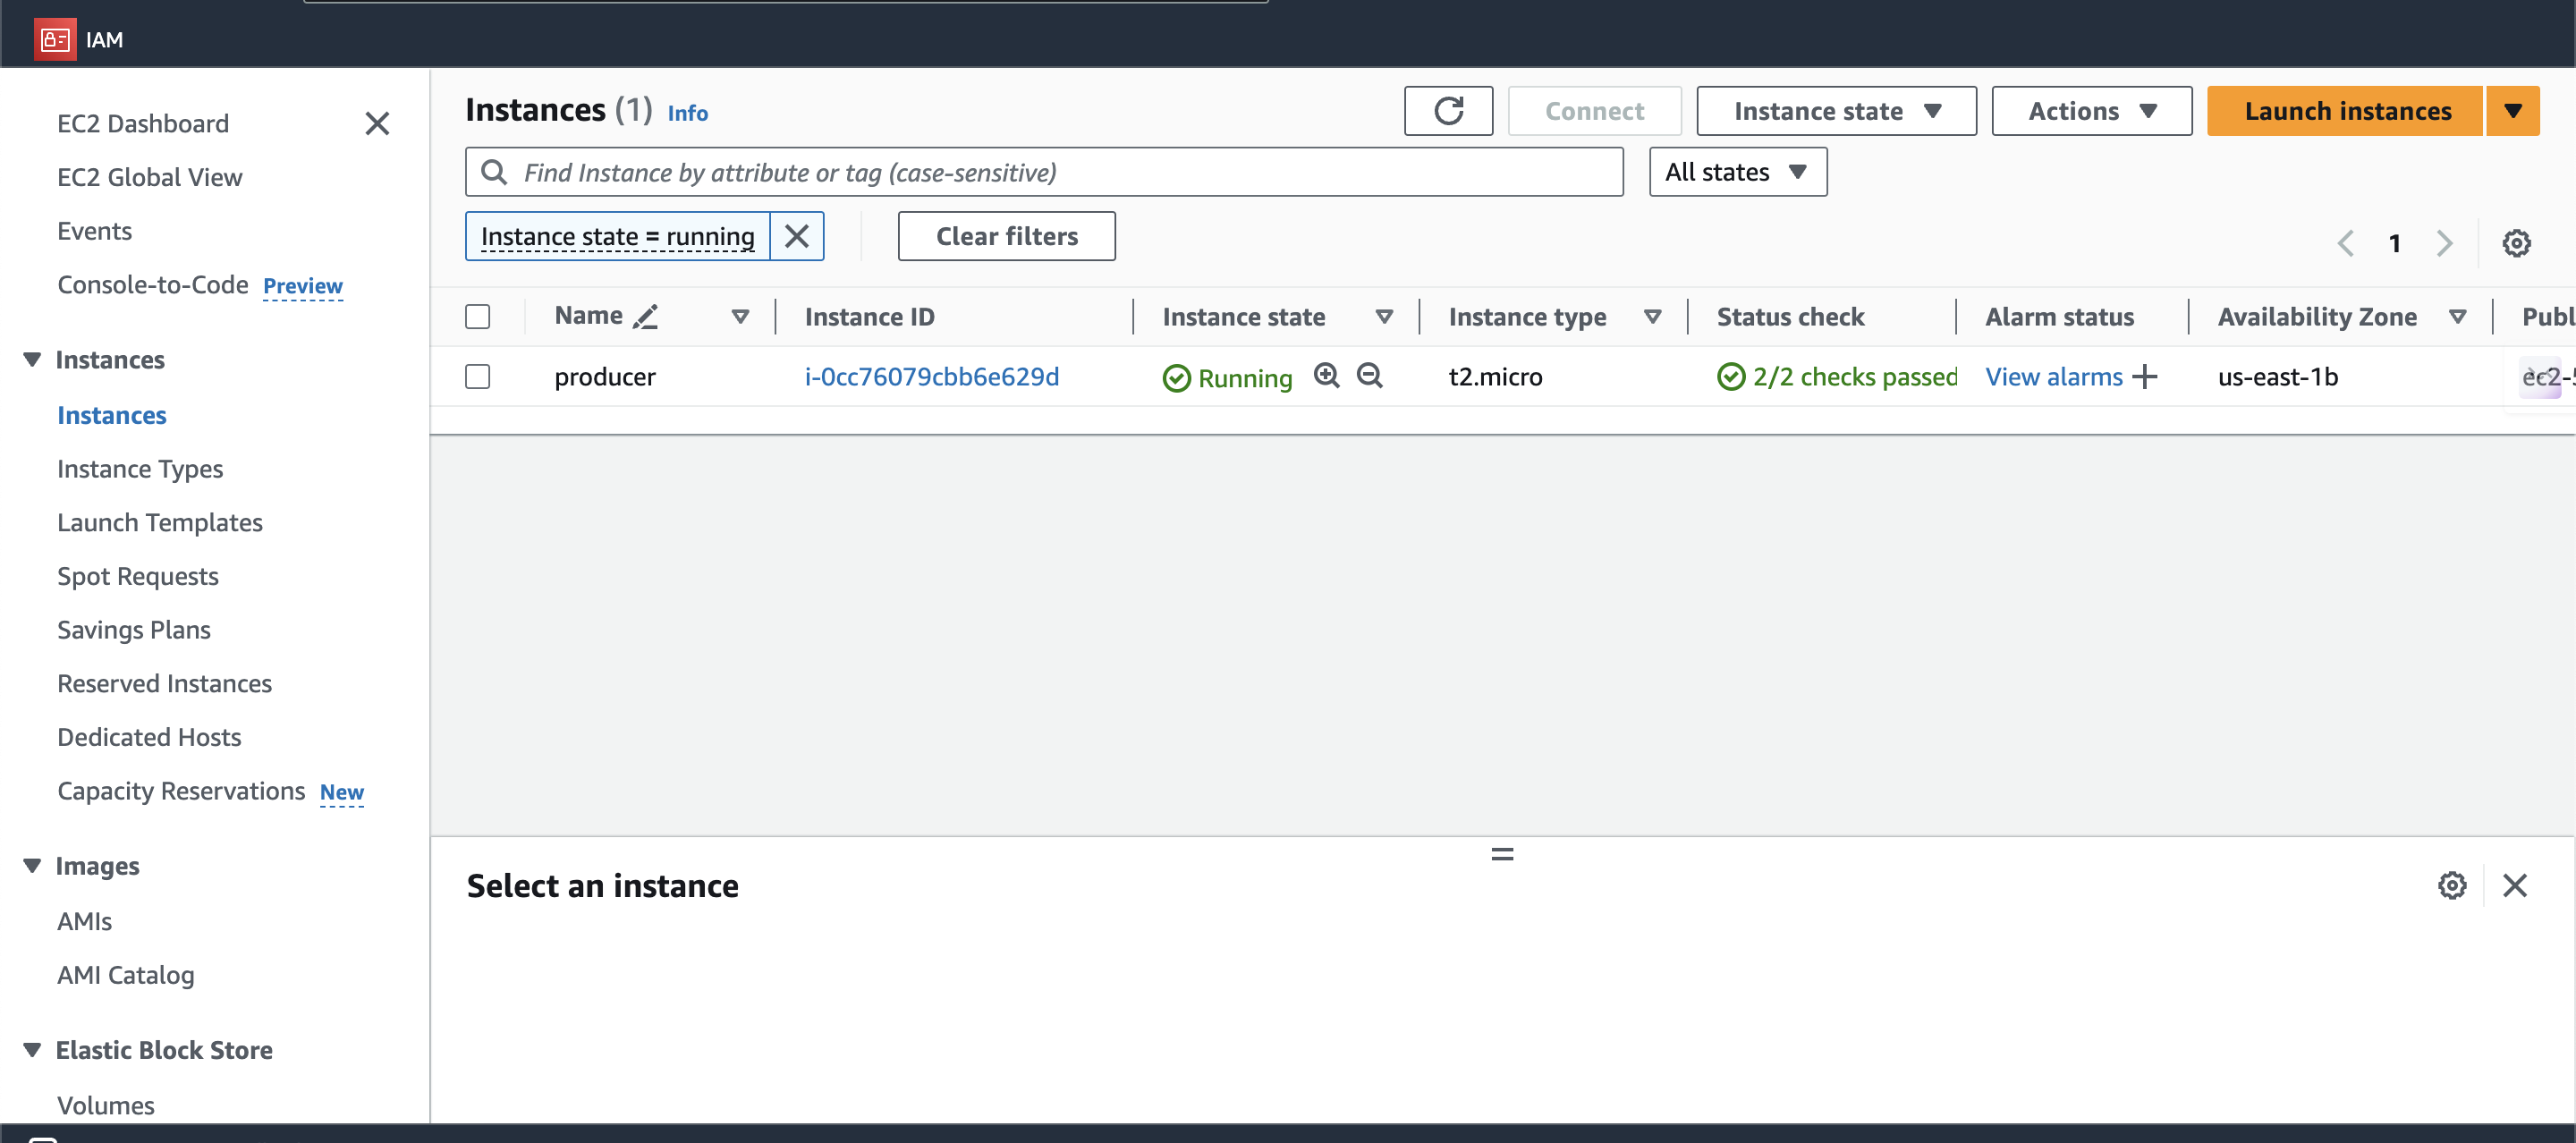 IAM
EC2 Dashboard
EC2 Global View
Events
Console-to-Code Preview
Instances
Instances
Instance Types
Launch Templates
Spot Requests
Savings Plans
Reserved Instances
Dedicated Hosts
Capacity Reservations New
Images
AMIs
AMI Catalog
Elastic Block Store
Volumes
Instances (1) Info
Connect
Instance state
Actions
Launch instances
Find Instance by attribute or tag (case-sensitive)
All states
Instance state = running
Clear filters
1
Name Instance ID Instance state Instance type Status check Alarm status Availability Zone Publ
producer i-0cc76079cbb6e629d Running t2.micro 2/2 checks passed View alarms us-east-1b ec2-5
Select an instance